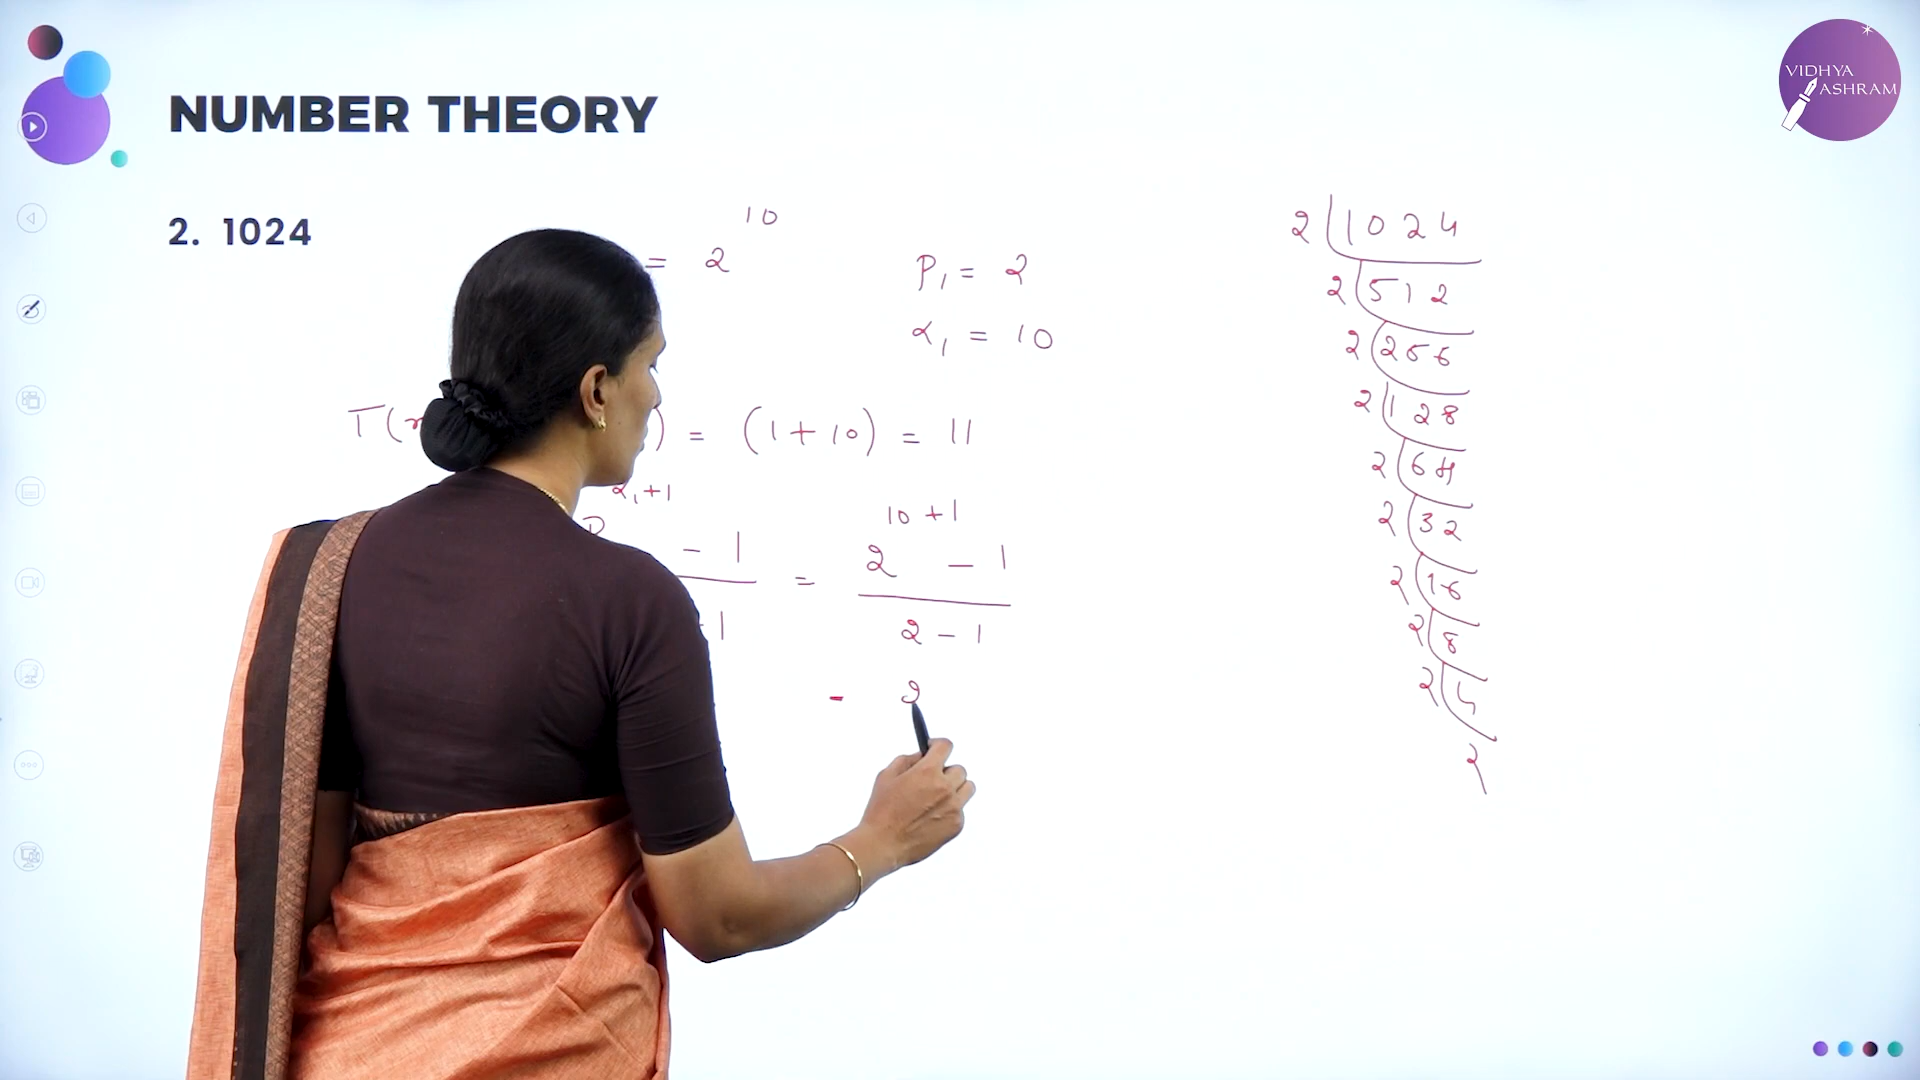 VIDHYA
ASHRAM
NUMBER THEORY
2. 1024
= 2^10
P₁ = 2
α₁ = 10
T( ) = (1+10) = 11
α₁+1
P - 1 = 2^(10+1) - 1
-1 2 - 1
- 2
2 | 1024
2 | 512
2 | 256
2 | 128
2 | 64
2 | 32
2 | 16
2 | 8
2 | 4
2